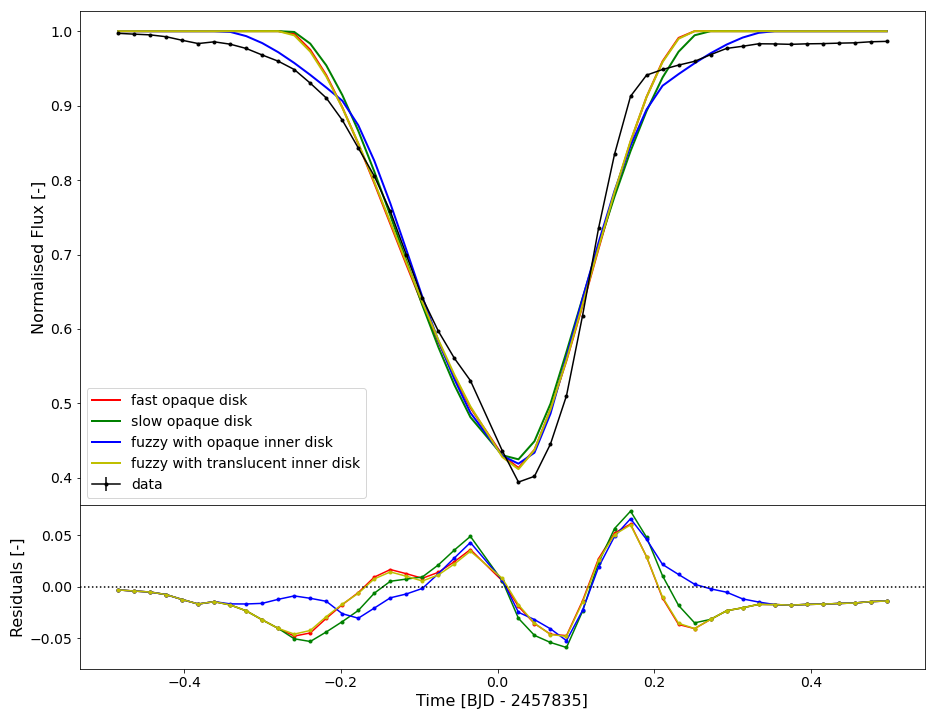 1.0
0.9
0.8
0.7
0.6
0.5
0.4
Normalised Flux [-]
fast opaque disk
slow opaque disk
fuzzy with opaque inner disk
fuzzy with translucent inner disk
data
0.05
0.00
−0.05
Residuals [-]
−0.4 −0.2 0.0 0.2 0.4
Time [BJD - 2457835]